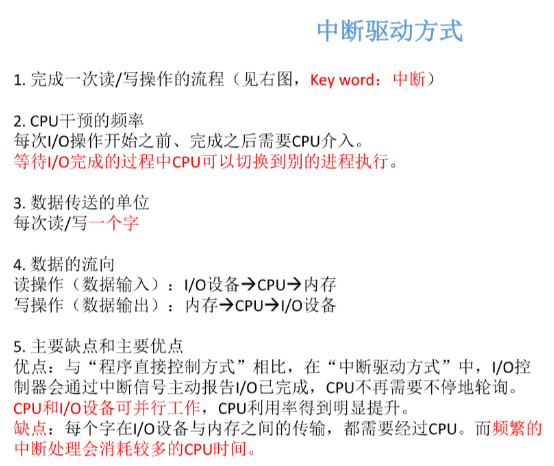 中断驱动方式
1. 完成一次读/写操作的流程（见右图，Key word：中断）
2. CPU干预的频率
每次I/O操作开始之前、完成之后需要CPU介入。
等待I/O完成的过程中CPU可以切换到别的进程执行。
3. 数据传送的单位
每次读/写一个字
4. 数据的流向
读操作（数据输入）：I/O设备→CPU→内存
写操作（数据输出）：内存→CPU→I/O设备
5. 主要缺点和主要优点
优点：与“程序直接控制方式”相比，在“中断驱动方式”中，I/O控
制器会通过中断信号主动报告I/O已完成，CPU不再需要不停地轮询。
CPU和I/O设备可并行工作，CPU利用率得到明显提升。
缺点：每个字在I/O设备与内存之间的传输，都需要经过CPU。而频繁的
中断处理会消耗较多的CPU时间。